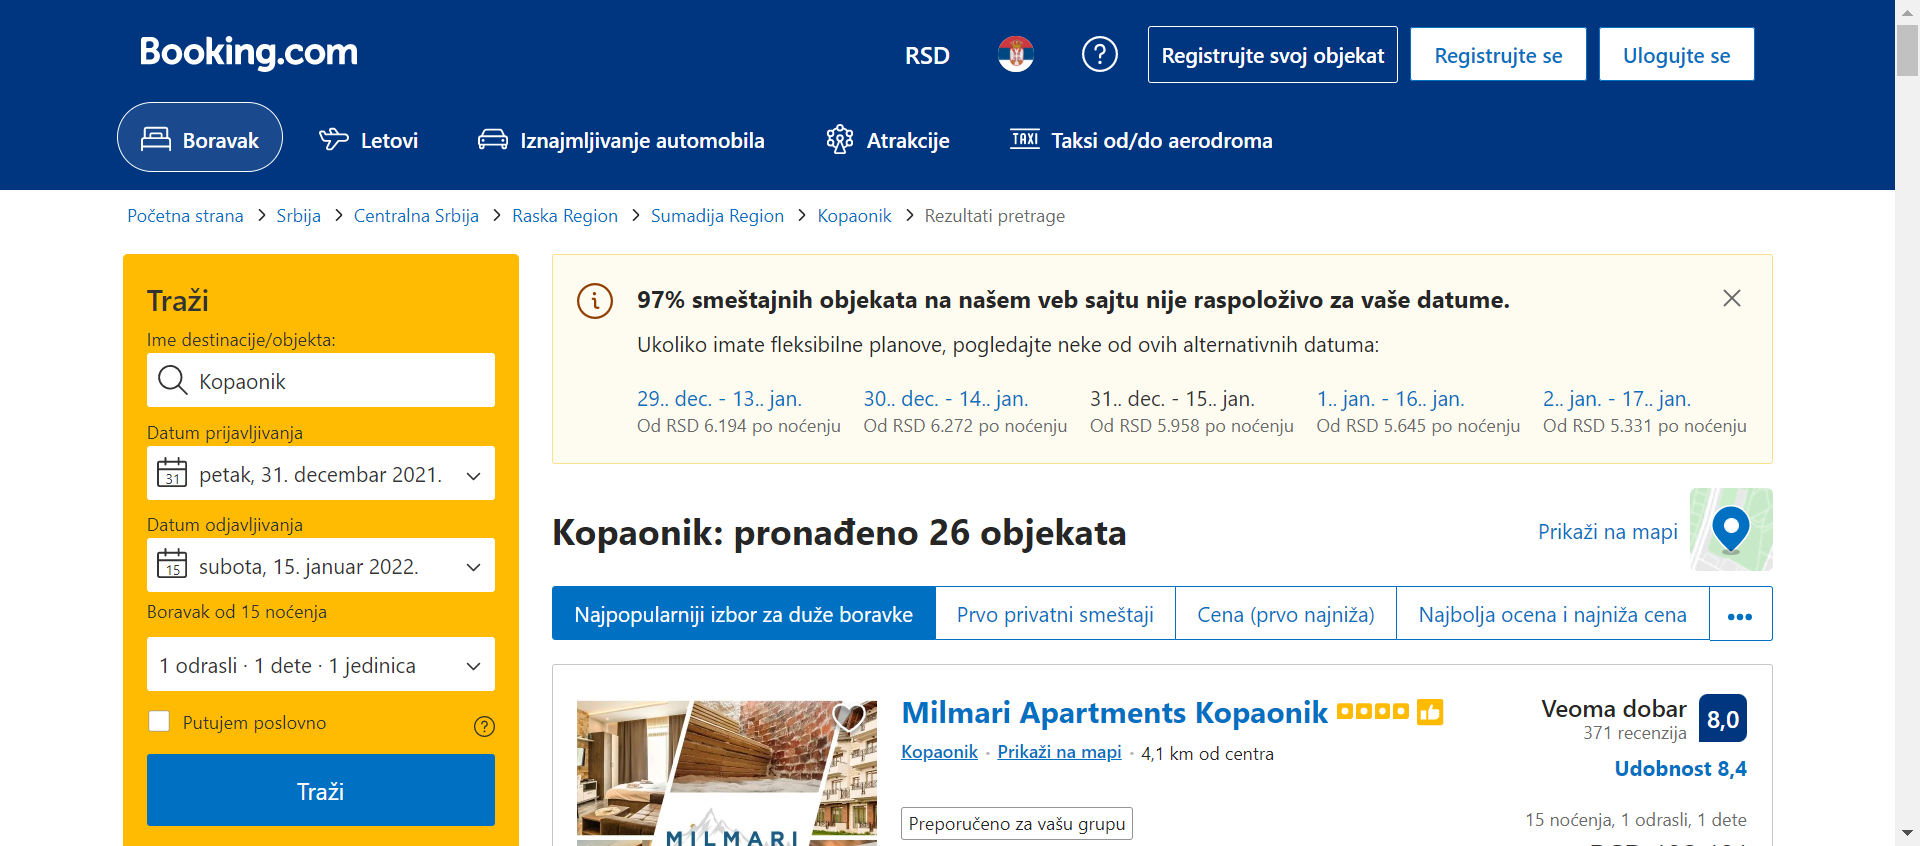 Booking.com
RSD
Registrujte svoj objekat
Registrujte se
Ulogujte se
Boravak
Letovi
Iznajmljivanje automobila
Atrakcije
TAXI
Taksi od/do aerodroma
Početna strana > Srbija > Centralna Srbija > Raska Region > Sumadija Region > Kopaonik > Rezultati pretrage
Traži
Ime destinacije/objekta:
Kopaonik
Datum prijavljivanja
31
petak, 31. decembar 2021.
Datum odjavljivanja
15
subota, 15. januar 2022.
Boravak od 15 noćenja
1 odrasli · 1 dete · 1 jedinica
Putujem poslovno
Traži
97% smeštajnih objekata na našem veb sajtu nije raspoloživo za vaše datume.
Ukoliko imate fleksibilne planove, pogledajte neke od ovih alternativnih datuma:
29.. dec. - 13.. jan.
Od RSD 6.194 po noćenju
30.. dec. - 14.. jan.
Od RSD 6.272 po noćenju
31.. dec. - 15.. jan.
Od RSD 5.958 po noćenju
1.. jan. - 16.. jan.
Od RSD 5.645 po noćenju
2.. jan. - 17.. jan.
Od RSD 5.331 po noćenju
Kopaonik: pronađeno 26 objekata
Prikaži na mapi
Najpopularniji izbor za duže boravke
Prvo privatni smeštaji
Cena (prvo najniža)
Najbolja ocena i najniža cena
Milmari Apartments Kopaonik
Kopaonik · Prikaži na mapi · 4,1 km od centra
Preporučeno za vašu grupu
MILMARI
Veoma dobar
371 recenzija
8,0
Udobnost 8,4
15 noćenja, 1 odrasli, 1 dete